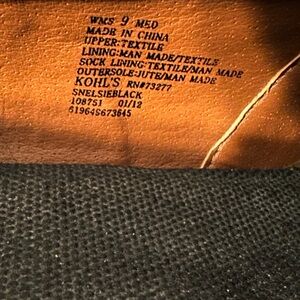 WMS 9 MED
MADE IN CHINA
UPPER:TEXTILE
LINING:MAN MADE/TEXTILE
SOCK LINING:TEXTILE/MAN MADE
OUTERSOLE:JUTE/MAN MADE
KOHL'S RN#73277
SNELSIEBLACK
108751 01/12
619645673645